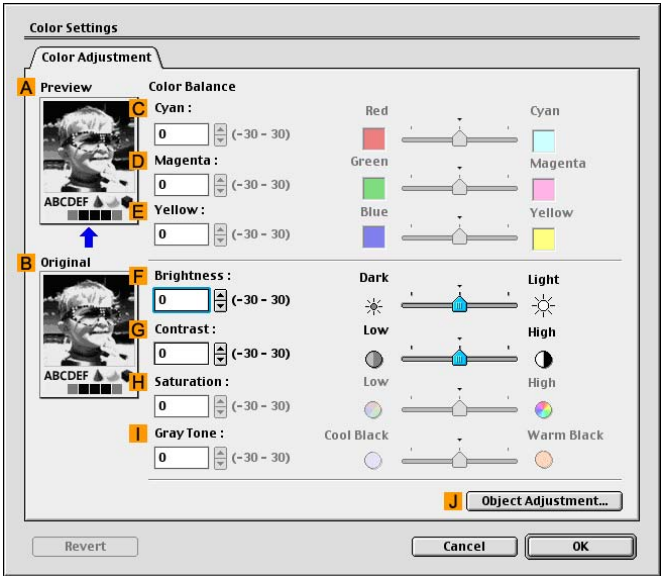 Color Settings
Color Adjustment
A Preview
Color Balance
C Cyan :
Red Cyan
0 (-30 - 30)
D Magenta :
Green Magenta
0 (-30 - 30)
ABCDEF
E Yellow :
Blue Yellow
0 (-30 - 30)
B Original
F Brightness :
Dark Light
0 (-30 - 30)
G Contrast :
Low High
0 (-30 - 30)
ABCDEF
H Saturation :
Low High
0 (-30 - 30)
I Gray Tone :
Cool Black Warm Black
0 (-30 - 30)
J Object Adjustment...
Revert Cancel OK